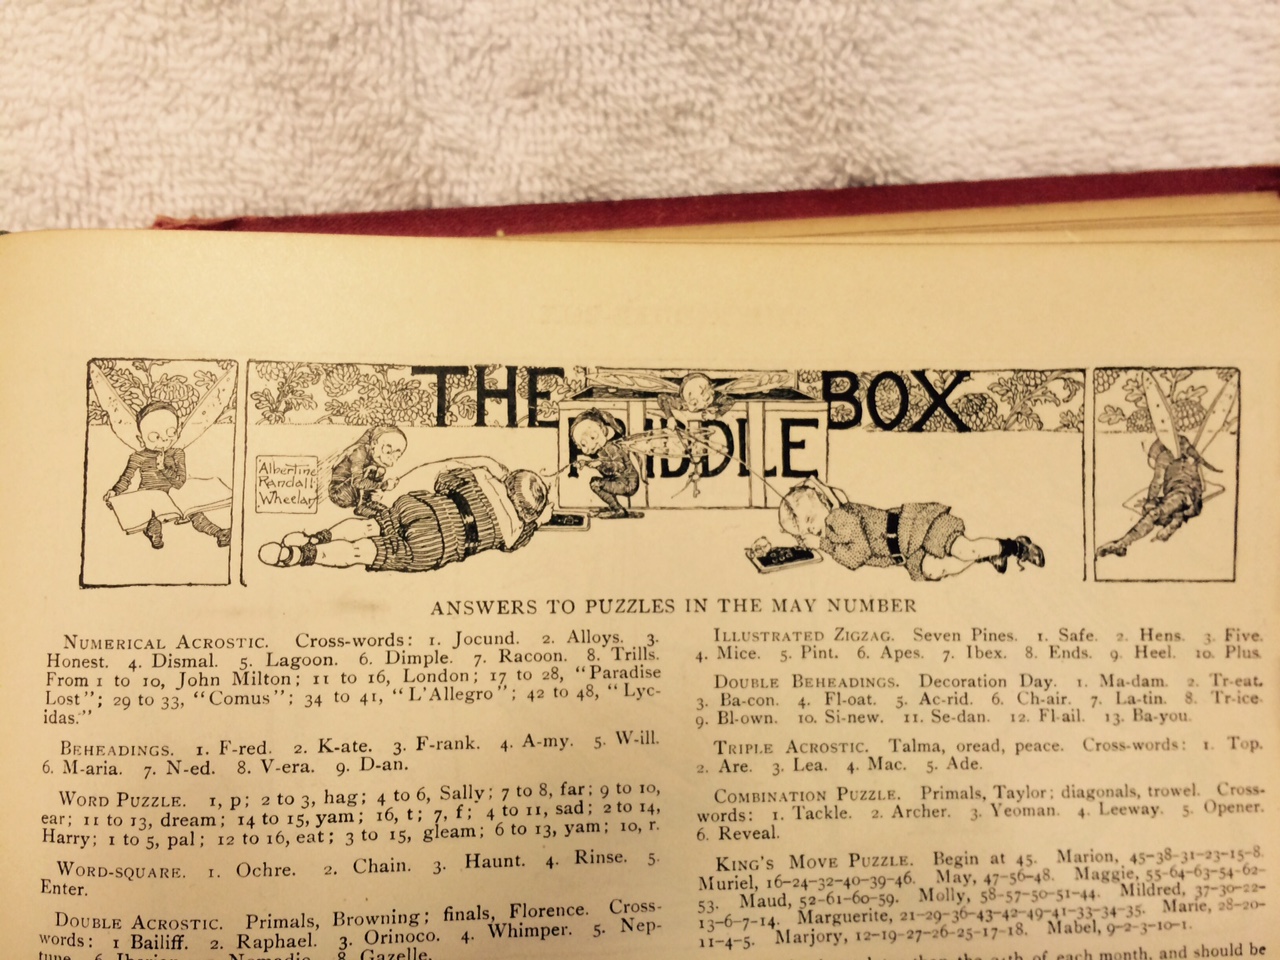 THE RIDDLE BOX
Albertine
Randall
Wheelan
ANSWERS TO PUZZLES IN THE MAY NUMBER
NUMERICAL ACROSTIC. Cross-words: 1. Jocund. 2. Alloys. 3.
Honest. 4. Dismal. 5. Lagoon. 6. Dimple. 7. Racoon. 8. Trills.
From 1 to 10, John Milton; 11 to 16, London; 17 to 28, "Paradise
Lost"; 29 to 33, "Comus"; 34 to 41, "L'Allegro"; 42 to 48, "Lyc-
idas."
BEHEADINGS. 1. F-red. 2. K-ate. 3. F-rank. 4. A-my. 5. W-ill.
6. M-aria. 7. N-ed. 8. V-era. 9. D-an.
WORD PUZZLE. 1, p; 2 to 3, hag; 4 to 6, Sally; 7 to 8, far; 9 to 10,
ear; 11 to 13, dream; 14 to 15, yam; 16, t; 7, f; 4 to 11, sad; 2 to 14,
Harry; 1 to 5, pal; 12 to 16, eat; 3 to 15, gleam; 6 to 13, yam; 10, r.
WORD-SQUARE. 1. Ochre. 2. Chain. 3. Haunt. 4. Rinse. 5.
Enter.
DOUBLE ACROSTIC. Primals, Browning; finals, Florence. Cross-
words: 1 Bailiff. 2. Raphael. 3. Orinoco. 4. Whimper. 5. Nep-
tune. 6. Iberian. 7. Nomadic. 8. Gazelle.
ILLUSTRATED ZIGZAG. Seven Pines. 1. Safe. 2. Hens. 3. Five.
4. Mice. 5. Pint. 6. Apes. 7. Ibex. 8. Ends. 9. Heel. 10. Plus.
DOUBLE BEHEADINGS. Decoration Day. 1. Ma-dam. 2. Tr-eat.
3. Ba-con. 4. Fl-oat. 5. Ac-rid. 6. Ch-air. 7. La-tin. 8. Tr-ice.
9. Bl-own. 10. Si-new. 11. Se-dan. 12. Fl-ail. 13. Ba-you.
TRIPLE ACROSTIC. Talma, oread, peace. Cross-words: 1. Top.
2. Are. 3. Lea. 4. Mac. 5. Ade.
COMBINATION PUZZLE. Primals, Taylor; diagonals, trowel. Cross-
words: 1. Tackle. 2. Archer. 3. Yeoman. 4. Leeway. 5. Opener.
6. Reveal.
KING'S MOVE PUZZLE. Begin at 45. Marion, 45-38-31-23-15-8.
Muriel, 16-24-32-40-39-46. May, 47-56-48. Maggie, 55-64-63-54-62-
53. Maud, 52-61-60-59. Molly, 58-57-50-51-44. Mildred, 37-30-22-
13-6-7-14. Marguerite, 21-29-36-43-42-49-41-33-34-35. Marie, 28-20-
11-4-5. Marjory, 12-19-27-26-25-17-18. Mabel, 9-2-3-10-1.
of each month, and should be